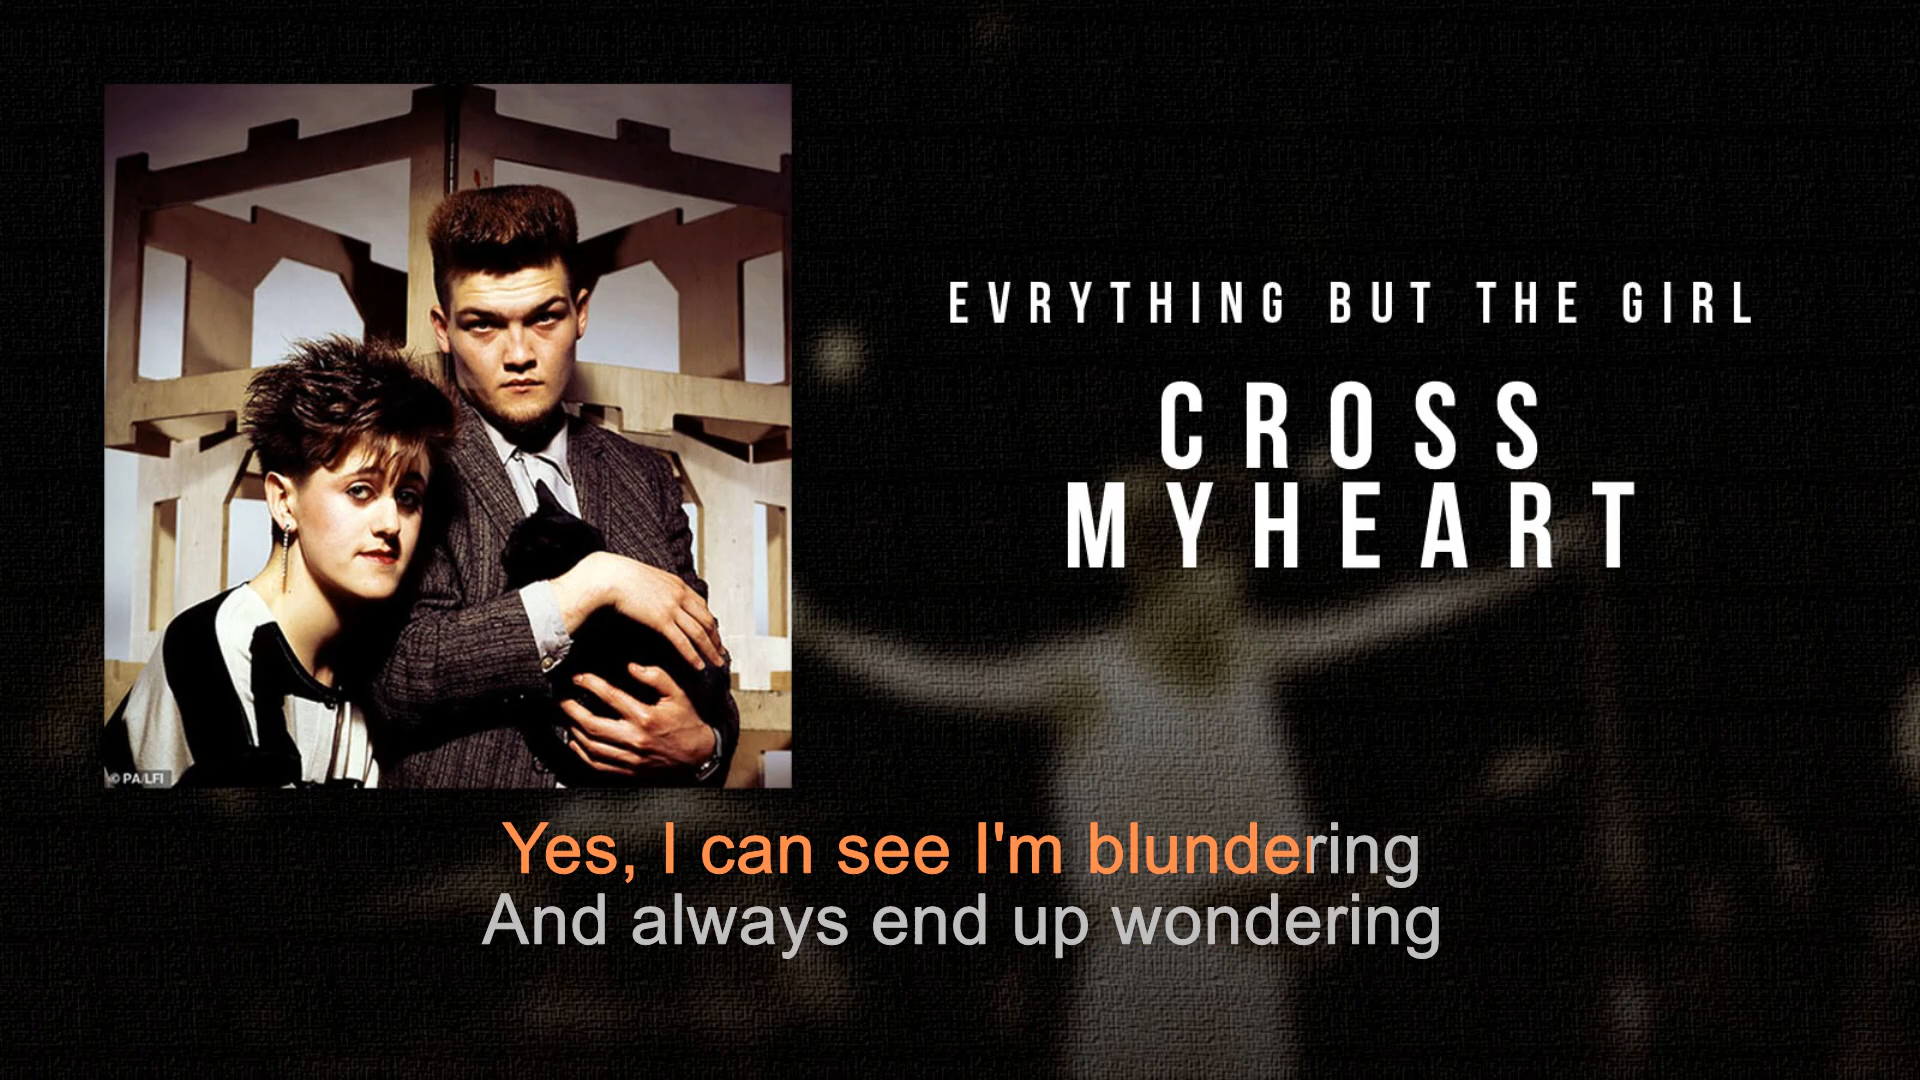 EVRYTHING BUT THE GIRL
CROSS
MYHEART
© PA/LFI
Yes, I can see I'm blundering
And always end up wondering